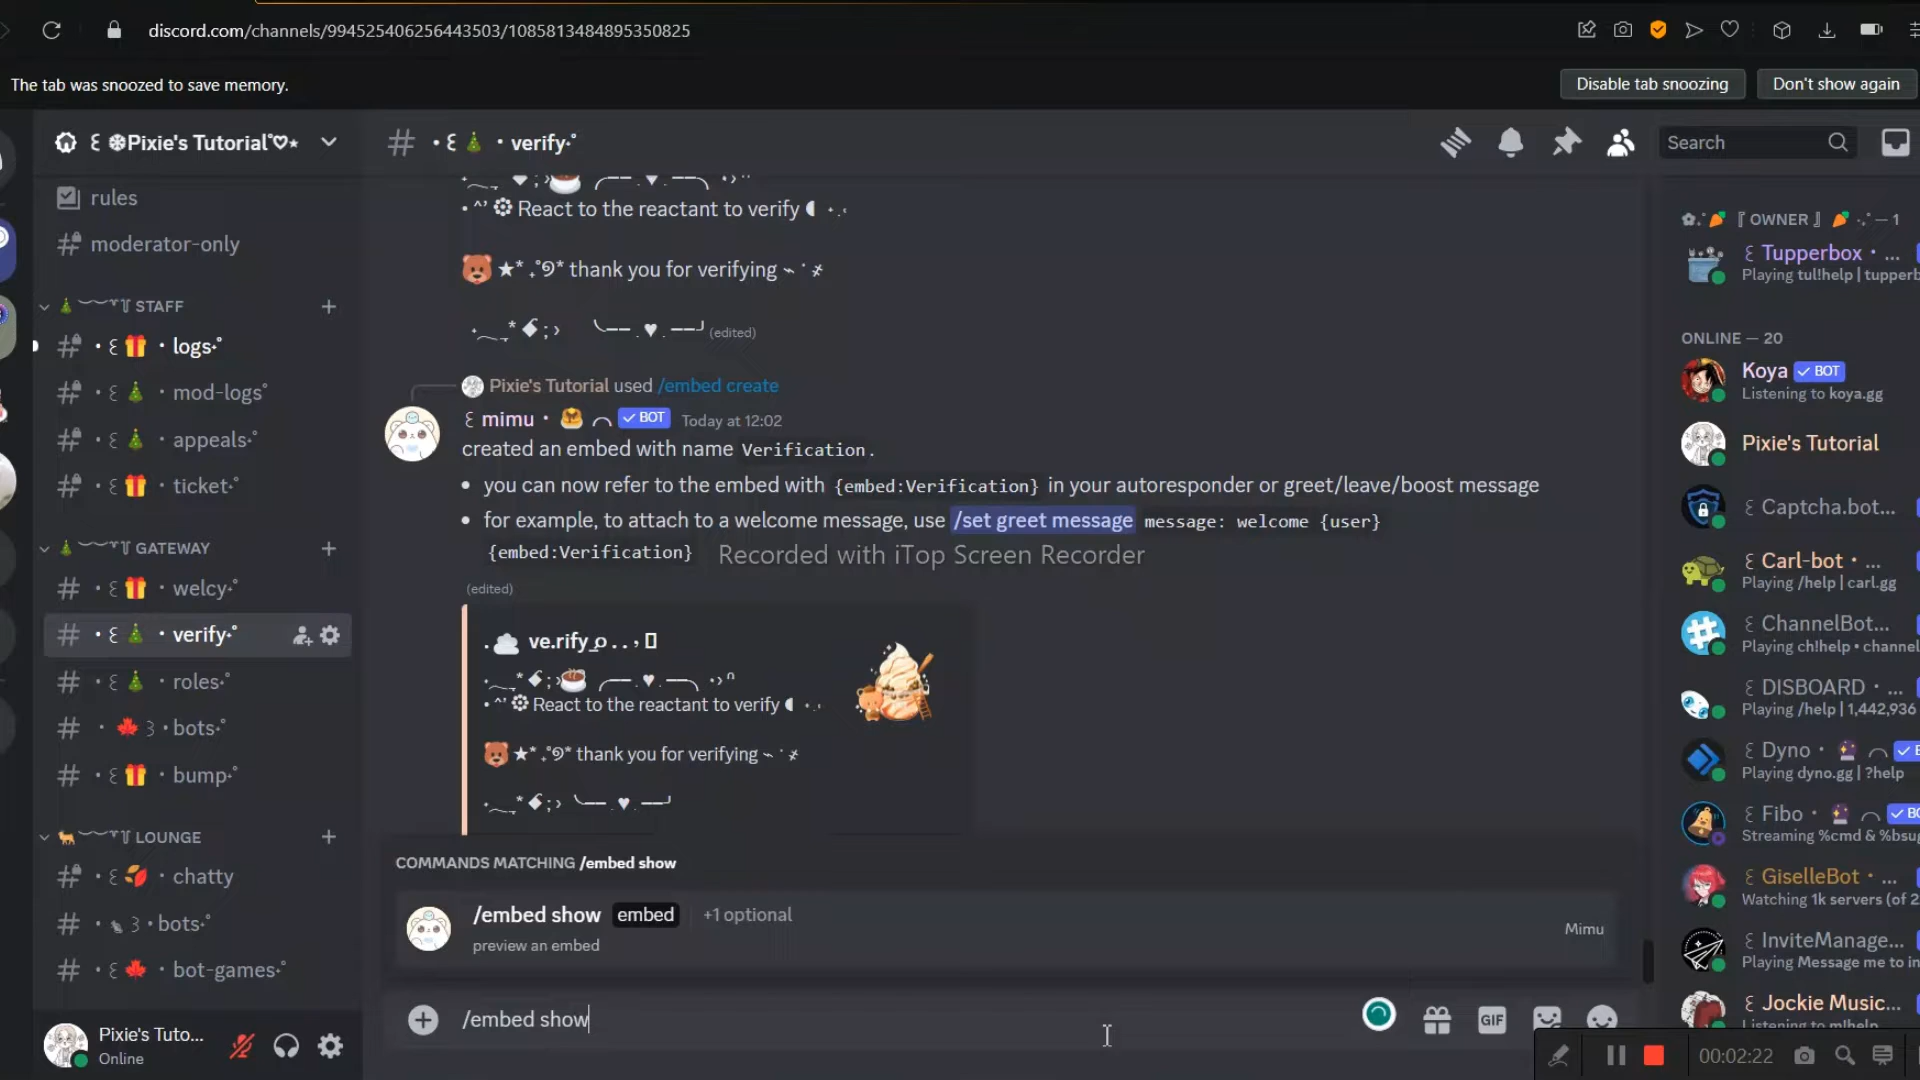 discord.com/channels/994525406256443503/1085813484895350825
The tab was snoozed to save memory.
Disable tab snoozing
Don't show again
꒰ ❆Pixie's Tutorial°♡⋆
# • ꒰ 🎄 • verify˖°
Search
rules
moderator-only
🎄 STAFF
• ꒰ 🎁 • logs˖°
• ꒰ 🎄 • mod-logs°
• ꒰ 🎄 • appeals˖°
• ꒰ 🎁 • ticket˖°
🎄 GATEWAY
• ꒰ 🎁 • welcy˖°
• ꒰ 🎄 • verify˖°
• ꒰ 🎄 • roles˖°
• 🍁 ꒱ • bots˖°
• ꒰ 🎁 • bump˖°
🐕 LOUNGE
• ꒰ 🍂 • chatty
• ꒱ • bots˖°
• ꒰ 🍁 • bot-games˖°
Pixie's Tuto...
Online
React to the reactant to verify
🐻 ★* thank you for verifying
(edited)
Pixie's Tutorial used /embed create
꒰ mimu • BOT Today at 12:02
created an embed with name Verification.
• you can now refer to the embed with {embed:Verification} in your autoresponder or greet/leave/boost message
• for example, to attach to a welcome message, use /set greet message message: welcome {user}
{embed:Verification}
Recorded with iTop Screen Recorder
(edited)
ve.rify
React to the reactant to verify
🐻 ★* thank you for verifying
COMMANDS MATCHING /embed show
/embed show embed +1 optional
preview an embed
Mimu
/embed show
GIF
🥕『 OWNER 』🥕 — 1
꒰ Tupperbox • ...
Playing tul!help | tupperb
ONLINE — 20
Koya BOT
Listening to koya.gg
Pixie's Tutorial
꒰ Captcha.bot...
꒰ Carl-bot • ...
Playing /help | carl.gg
꒰ ChannelBot...
Playing ch!help • channel
꒰ DISBOARD • ...
Playing /help | 1,442,936
꒰ Dyno •
Playing dyno.gg | ?help
꒰ Fibo •
Streaming %cmd & %bsu
꒰ GiselleBot • ...
Watching 1k servers (of 2
꒰ InviteManage...
Playing Message me to in
꒰ Jockie Music...
Listening to m!help
00:02:22